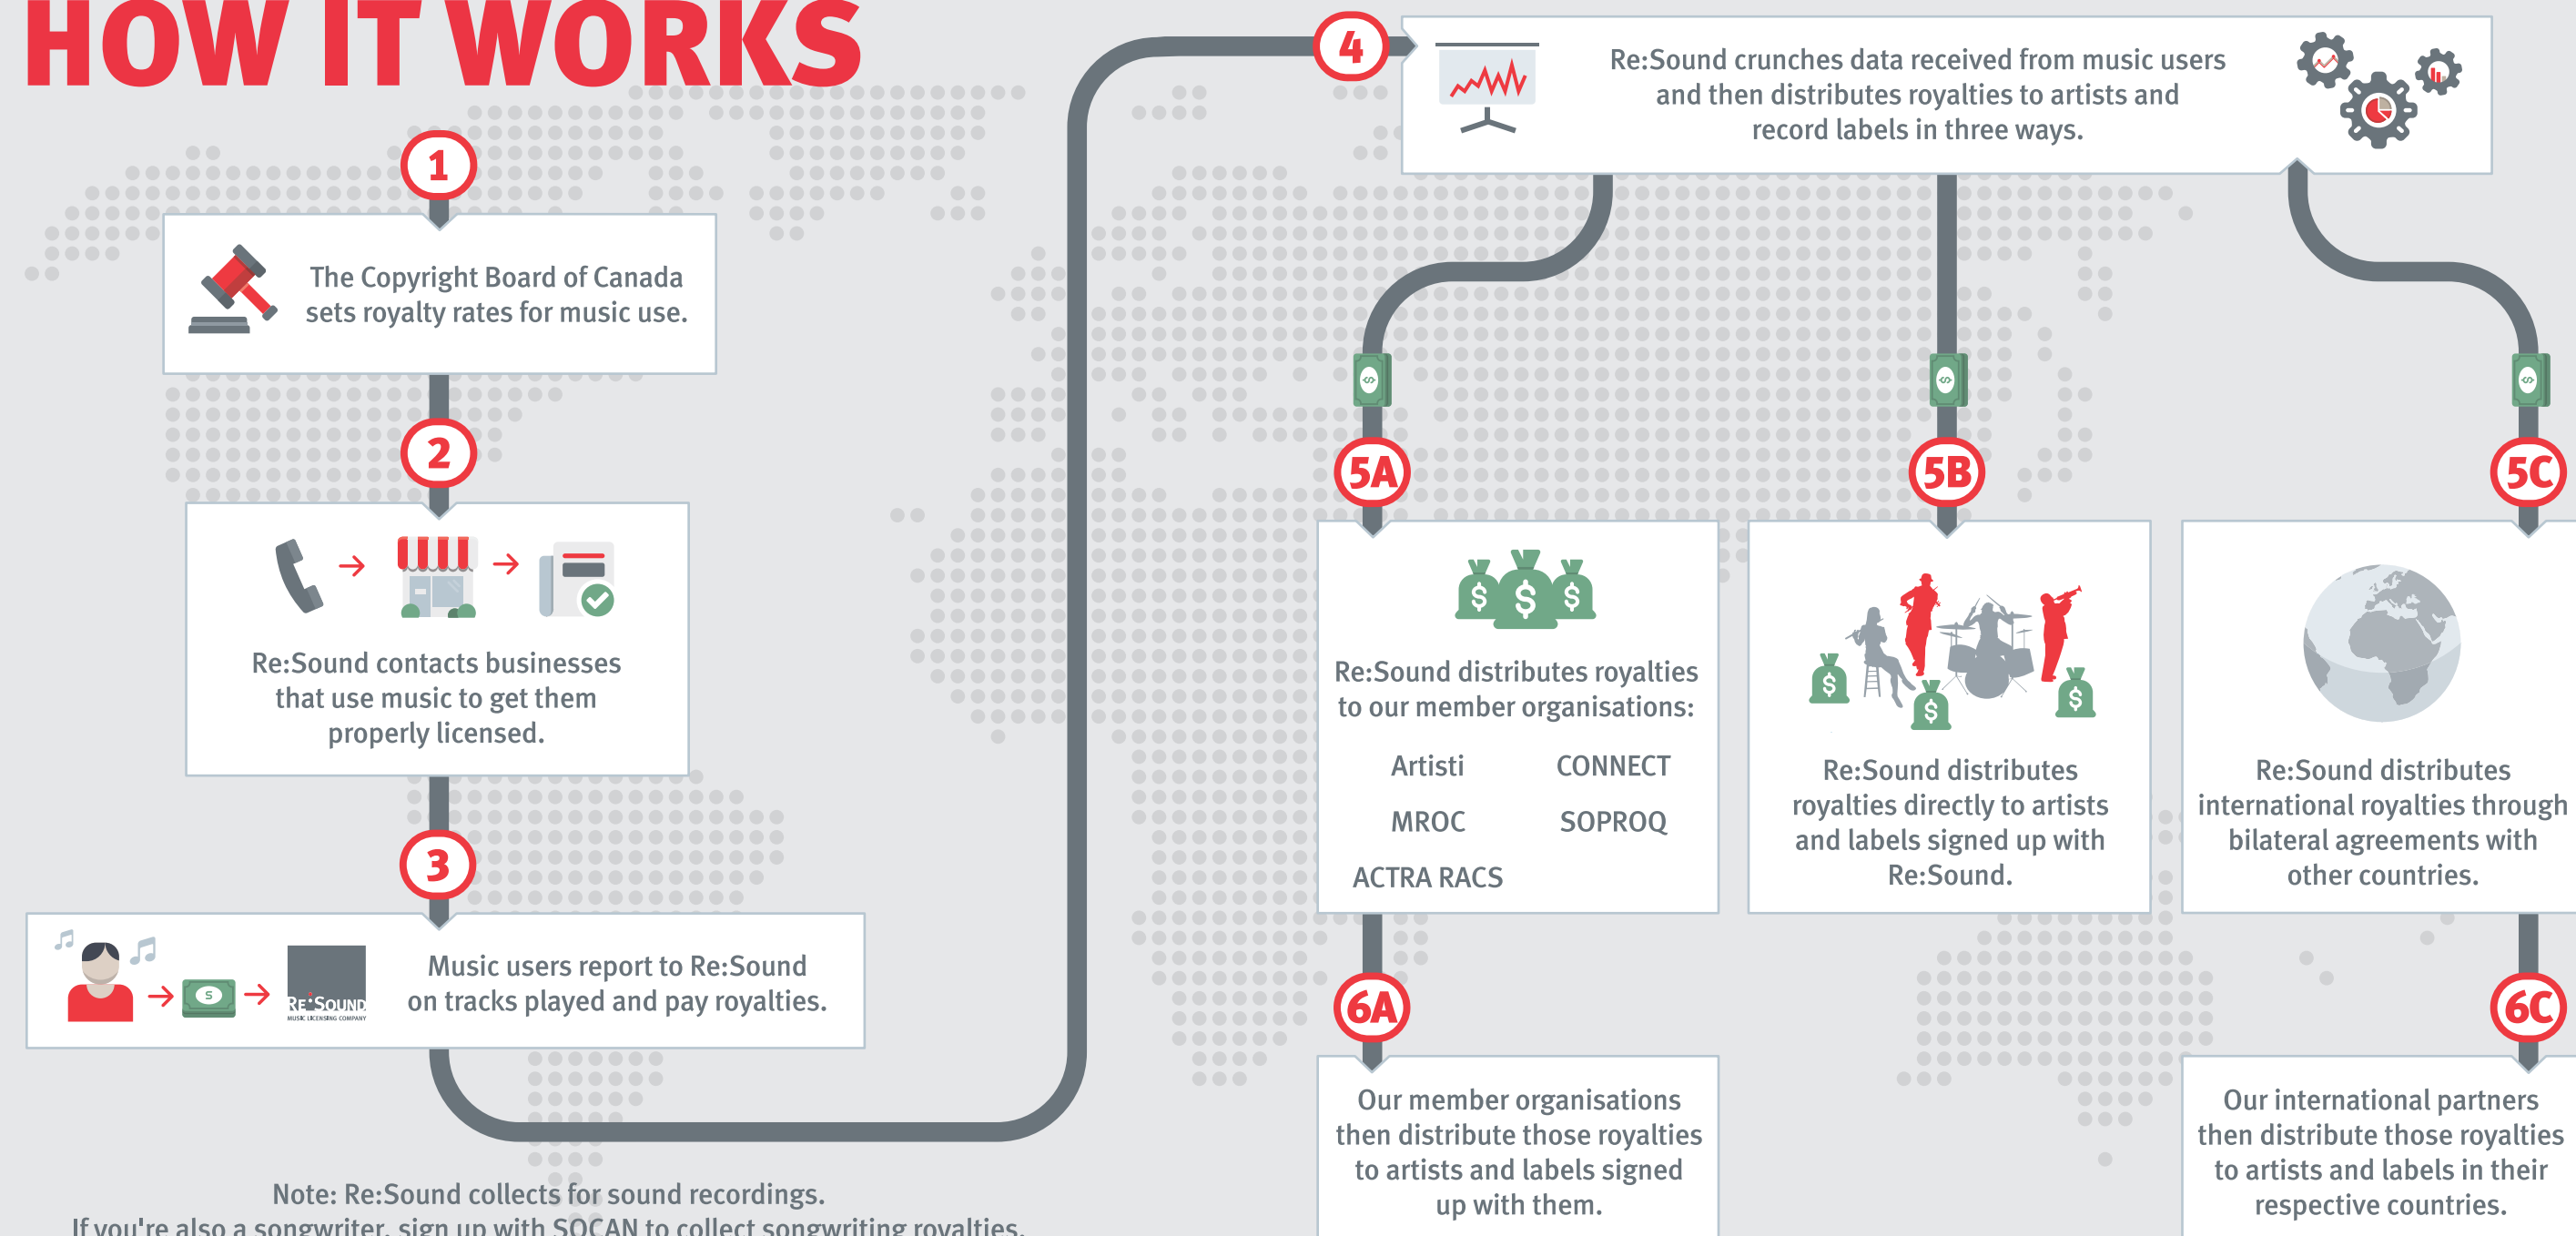 HOW IT WORKS
1
The Copyright Board of Canada
sets royalty rates for music use.
2
Re:Sound contacts businesses
that use music to get them
properly licensed.
3
RE:SOUND
MUSIC LICENSING COMPANY
Music users report to Re:Sound
on tracks played and pay royalties.
Note: Re:Sound collects for sound recordings.
If you're also a songwriter, sign up with SOCAN to collect songwriting royalties.
4
Re:Sound crunches data received from music users
and then distributes royalties to artists and
record labels in three ways.
5A
Re:Sound distributes royalties
to our member organisations:
Artisti CONNECT
MROC SOPROQ
ACTRA RACS
6A
Our member organisations
then distribute those royalties
to artists and labels signed
up with them.
5B
Re:Sound distributes
royalties directly to artists
and labels signed up with
Re:Sound.
5C
Re:Sound distributes
international royalties through
bilateral agreements with
other countries.
6C
Our international partners
then distribute those royalties
to artists and labels in their
respective countries.